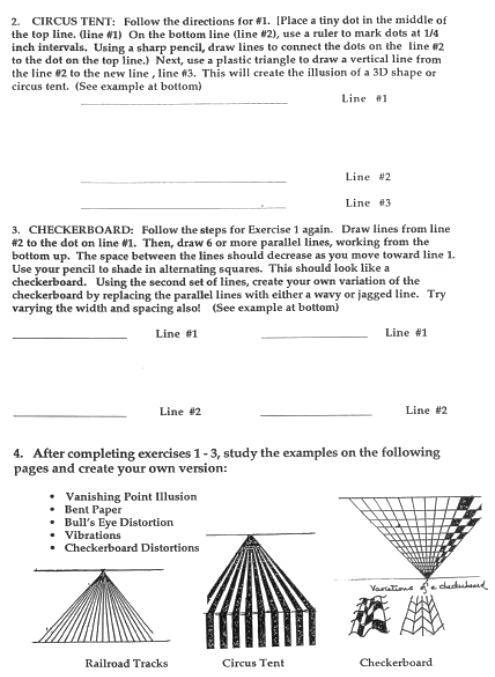 2. CIRCUS TENT: Follow the directions for #1. [Place a tiny dot in the middle of
the top line. (line #1) On the bottom line (line #2), use a ruler to mark dots at 1/4
inch intervals. Using a sharp pencil, draw lines to connect the dots on the line #2
to the dot on the top line.) Next, use a plastic triangle to draw a vertical line from
the line #2 to the new line , line #3. This will create the illusion of a 3D shape or
circus tent. (See example at bottom)
Line #1
Line #2
Line #3
3. CHECKERBOARD: Follow the steps for Exercise 1 again. Draw lines from line
#2 to the dot on line #1. Then, draw 6 or more parallel lines, working from the
bottom up. The space between the lines should decrease as you move toward line 1.
Use your pencil to shade in alternating squares. This should look like a
checkerboard. Using the second set of lines, create your own variation of the
checkerboard by replacing the parallel lines with either a wavy or jagged line. Try
varying the width and spacing also! (See example at bottom)
Line #1 Line #1
Line #2 Line #2
4. After completing exercises 1 - 3, study the examples on the following
pages and create your own version:
• Vanishing Point Illusion
• Bent Paper
• Bull's Eye Distortion
• Vibrations
• Checkerboard Distortions
Variations of a checkerboard
Railroad Tracks Circus Tent Checkerboard